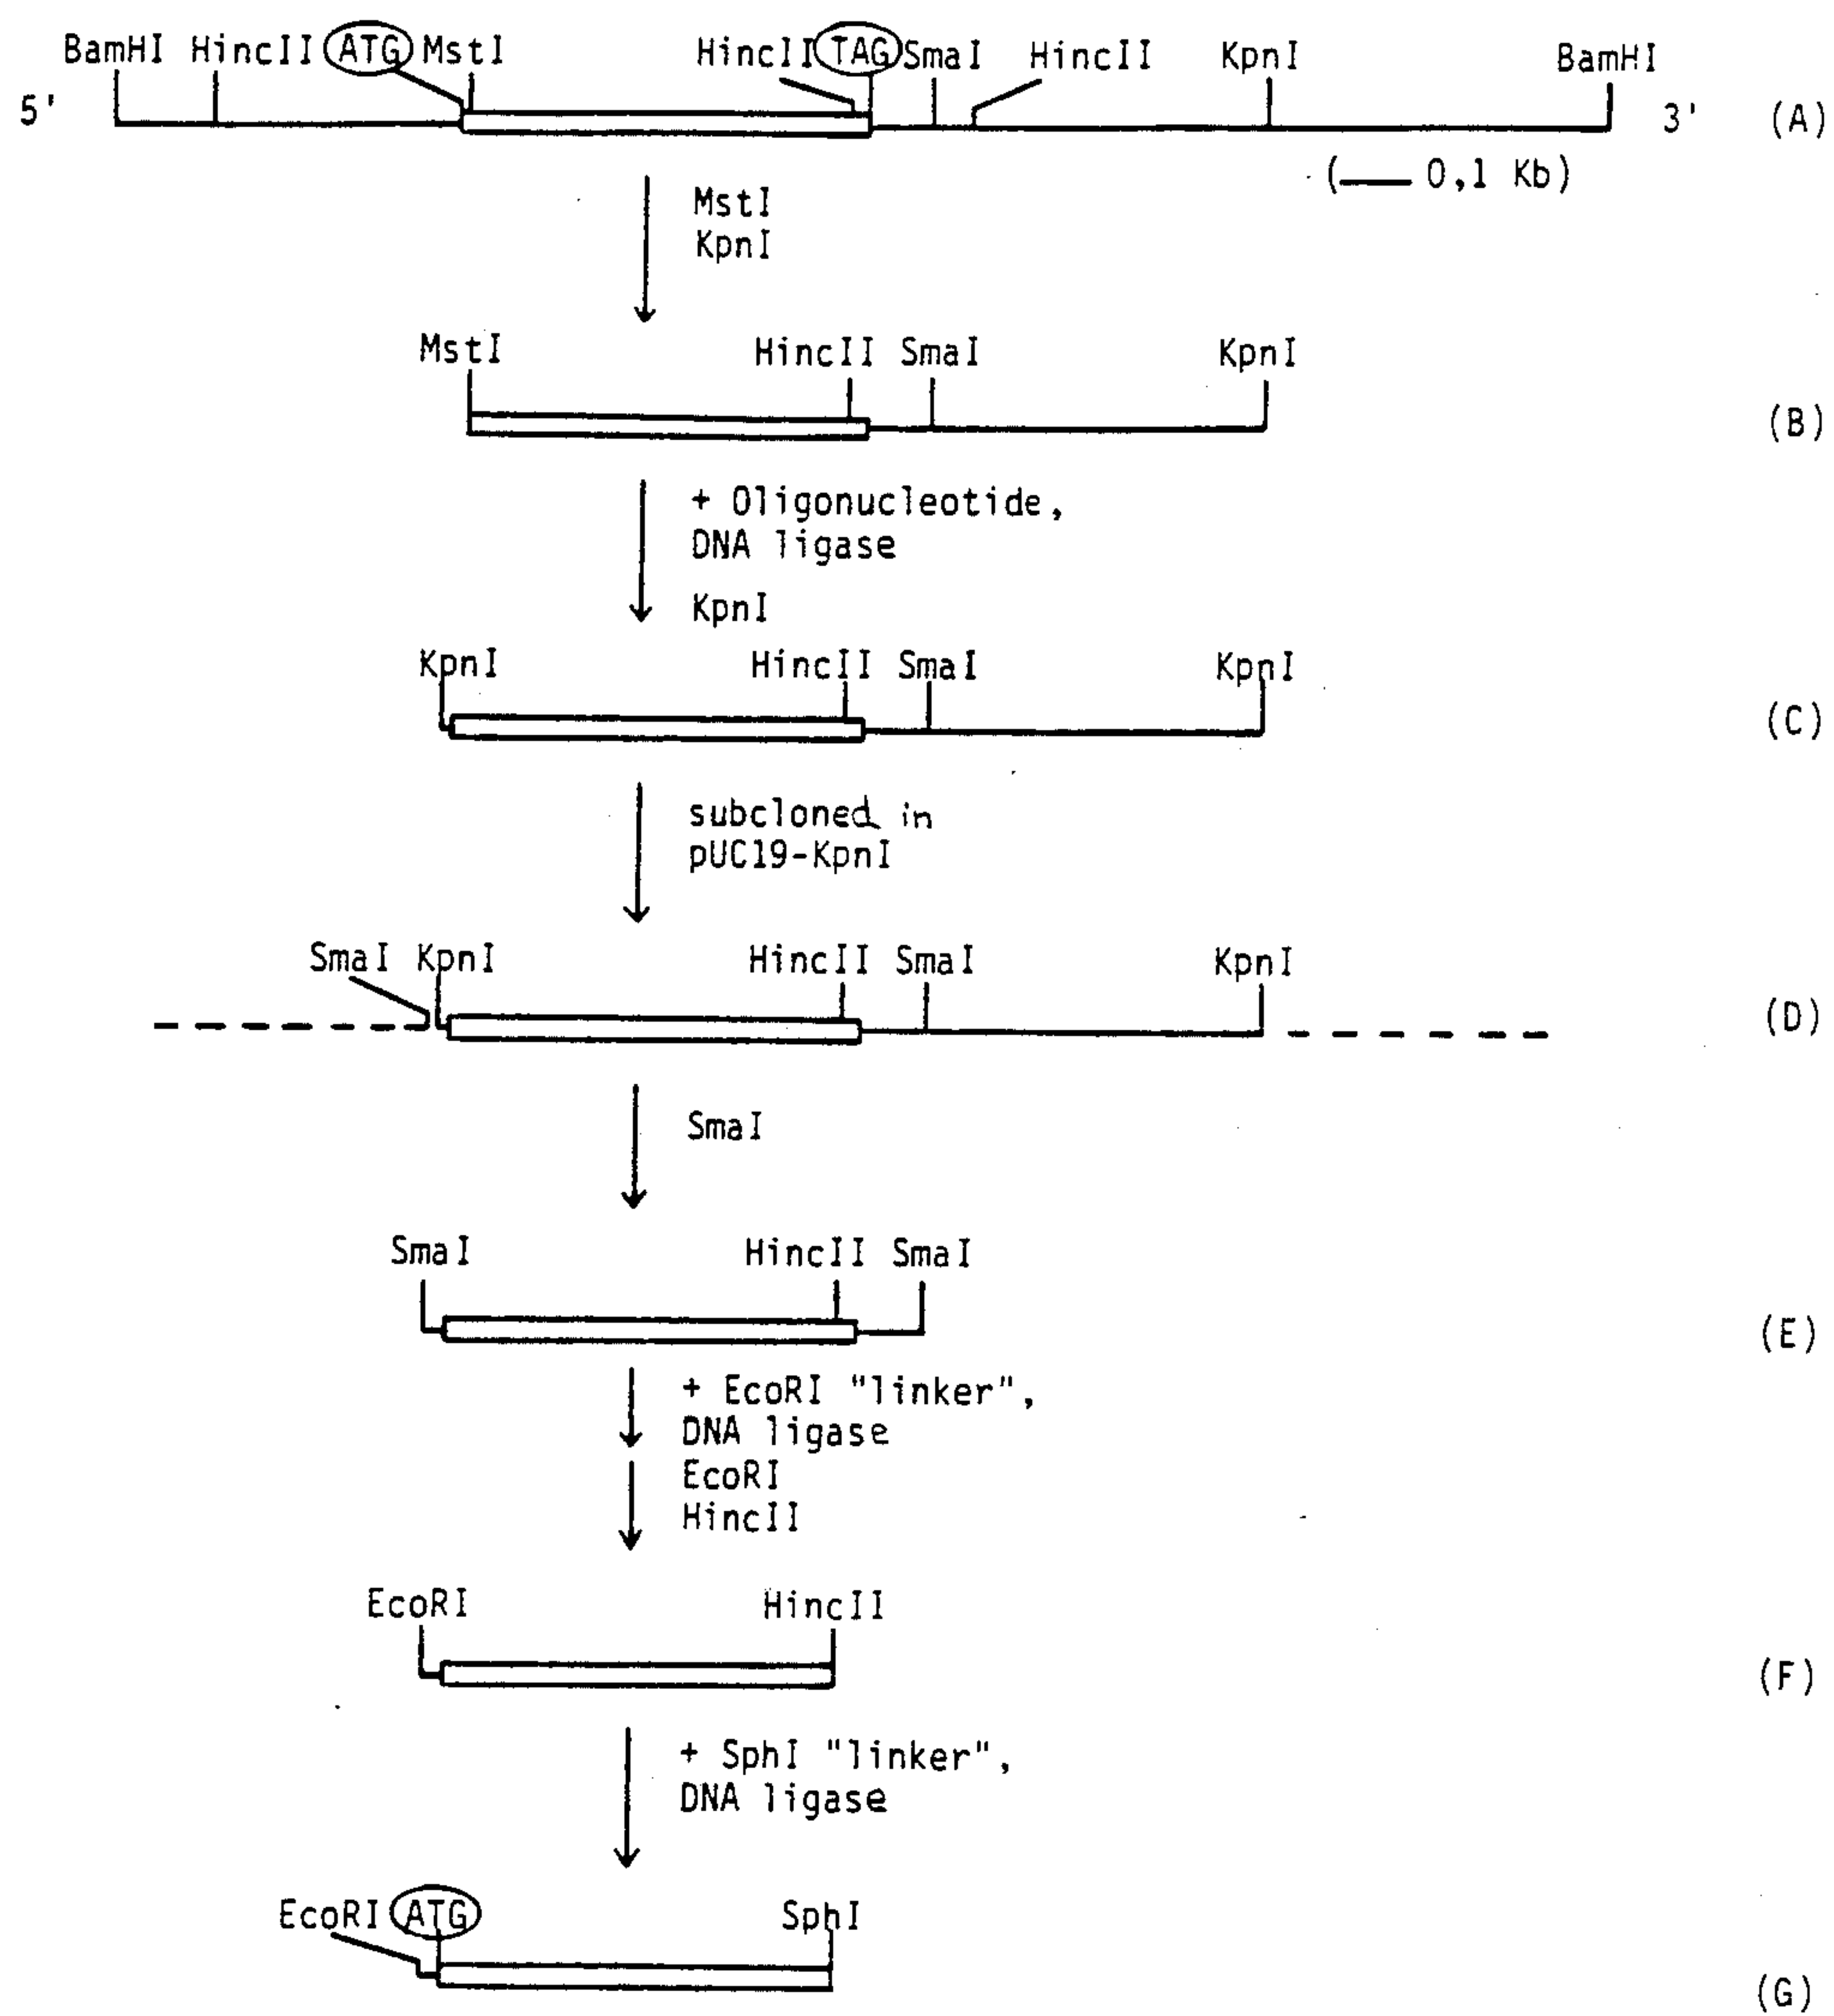 BamHI HincII ATG MstI HincII TAG SmaI HincII KpnI BamHI
5' 3' (A)
(— 0,1 Kb)
MstI
KpnI
MstI HincII SmaI KpnI
(B)
+ Oligonucleotide,
DNA ligase
KpnI
KpnI HincII SmaI KpnI
(C)
subcloned in
pUC19-KpnI
SmaI KpnI HincII SmaI KpnI
(D)
SmaI
SmaI HincII SmaI
(E)
+ EcoRI "linker",
DNA ligase
EcoRI
HincII
EcoRI HincII
(F)
+ SphI "linker",
DNA ligase
EcoRI ATG SphI
(G)